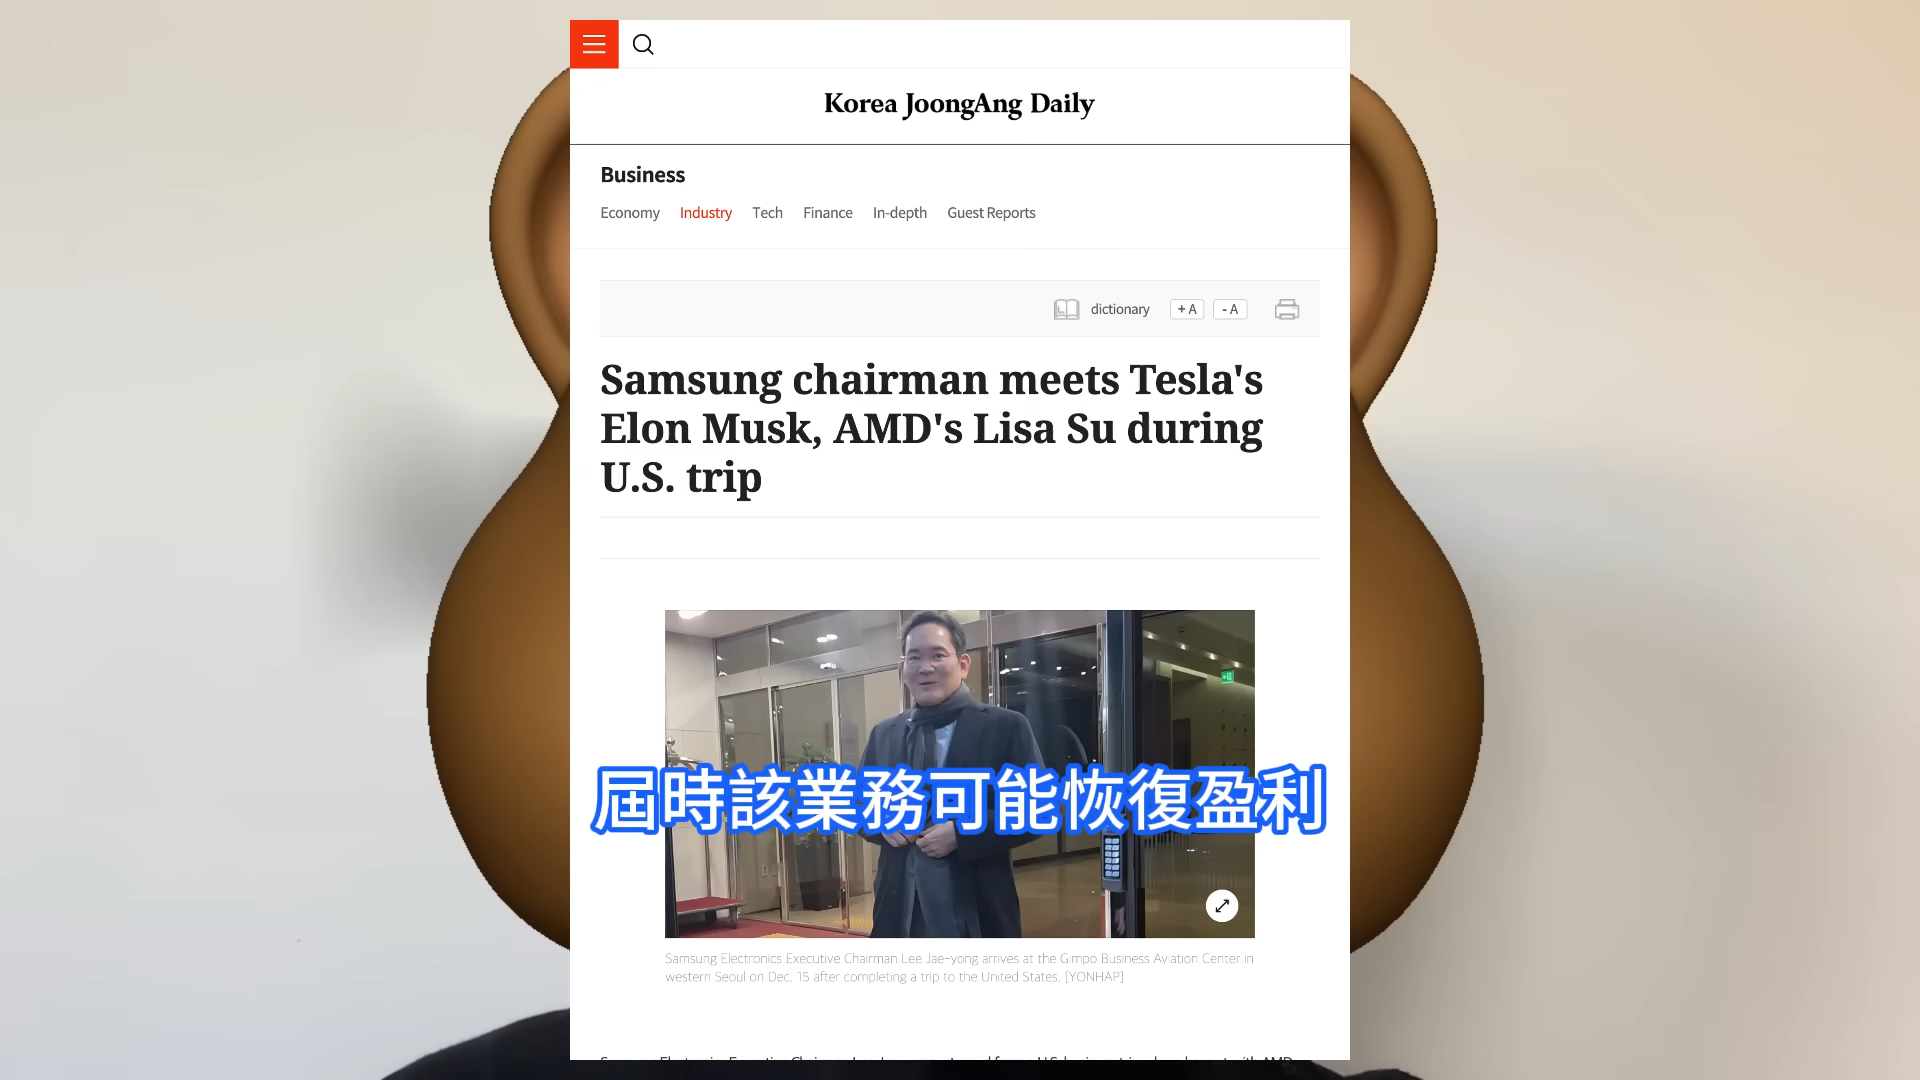 Korea JoongAng Daily
Business
Economy Industry Tech Finance In-depth Guest Reports
dictionary + A - A
Samsung chairman meets Tesla's
Elon Musk, AMD's Lisa Su during
U.S. trip
屆時該業務可能恢復盈利
Samsung Electronics Executive Chairman Lee Jae-yong arrives at the Gimpo Business Aviation Center in
western Seoul on Dec. 15 after completing a trip to the United States. [YONHAP]